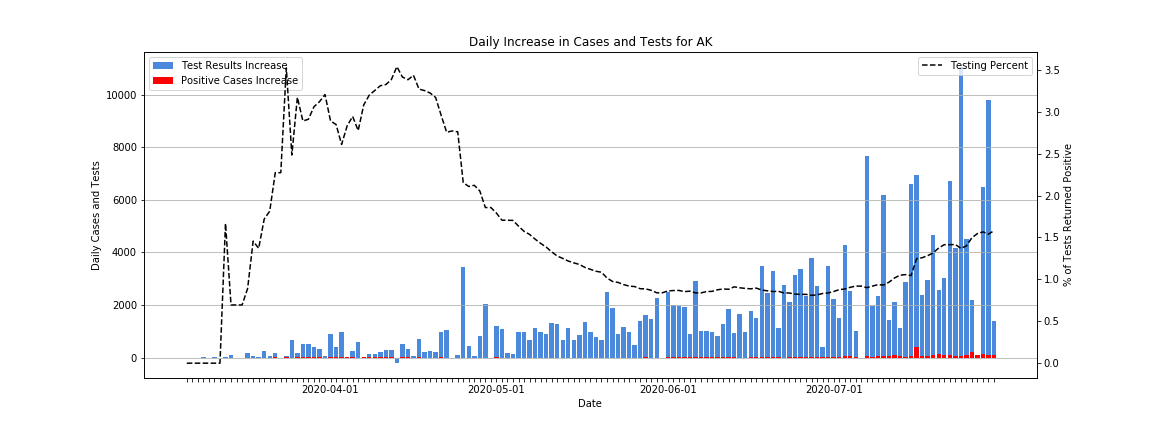 Daily Increase in Cases and Tests for AK
Test Results Increase
Positive Cases Increase
Testing Percent
10000
8000
6000
4000
2000
0
Daily Cases and Tests
3.5
3.0
2.5
2.0
1.5
1.0
0.5
0.0
% of Tests Returned Positive
2020-04-01
2020-05-01
2020-06-01
2020-07-01
Date